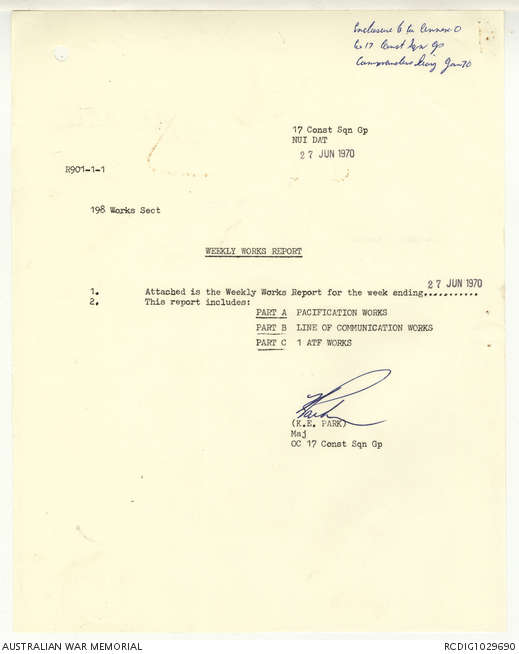 Enclosure 6 to Annex D
to 17 Const Sqn Gp
Commanders Diary Jun 70
17 Const Sqn Gp
NUI DAT
27 JUN 1970
R901-1-1
198 Works Sect
WEEKLY WORKS REPORT
1. Attached is the Weekly Works Report for the week ending 27 JUN 1970...........
2. This report includes:
PART A PACIFICATION WORKS
PART B LINE OF COMMUNICATION WORKS
PART C 1 ATF WORKS
(K.E. PARK)
Maj
OC 17 Const Sqn Gp
AUSTRALIAN WAR MEMORIAL
RCDIG1029690